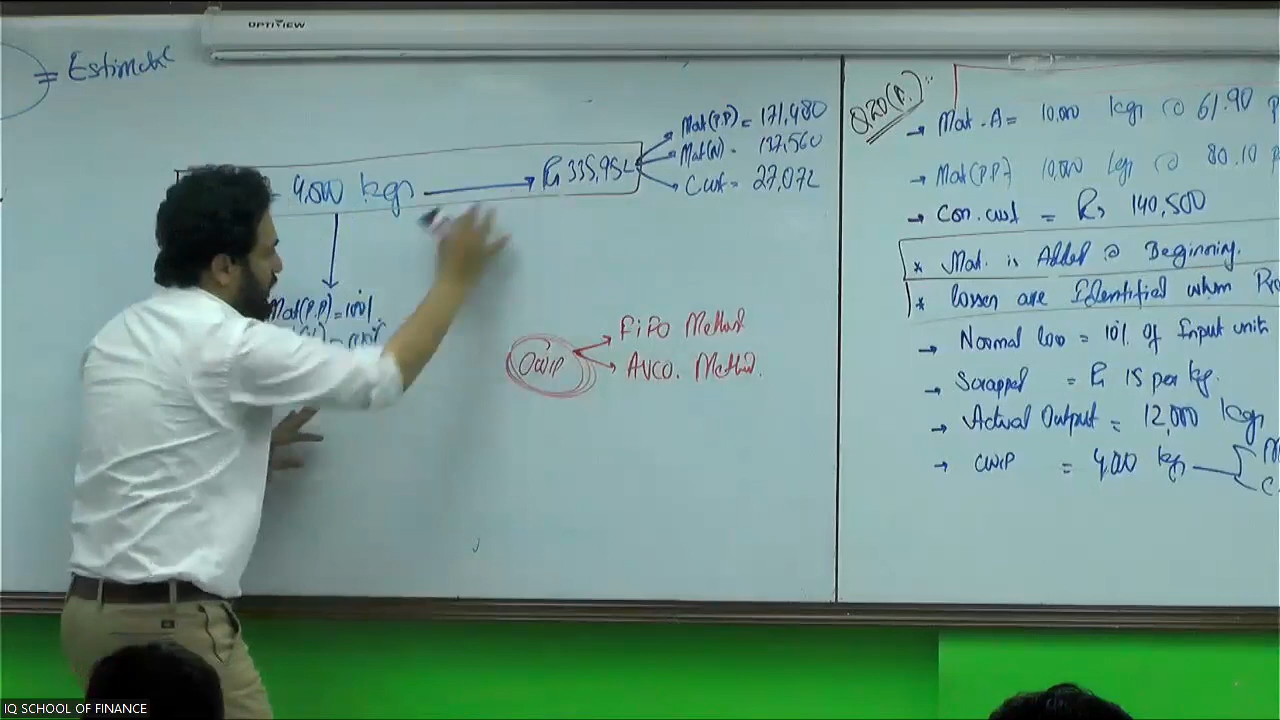 OPTIVIEW
= Estimate
4,000 kgs → Rs 335,952
Mat(P.P) = 171,480
Mat(N) = 137,560
Cost = 27,072
Mat(P.P) = 100%
OWIP
FIFO Method
AVCO. Method.
Q20(A):
→ Mat. A = 10,000 kgs @ 61.90
→ Mat(P.P) 10,000 kgs @ 80.10
→ Con. cost = Rs 140,500
* Mat. is Added @ Beginning.
* Losses are Identified when
→ Normal loss = 10% of Input units
→ Scrapped = Rs 15 per kg.
→ Actual Output = 12,000 kgs
→ CWIP = 4000 kgs
IQ SCHOOL OF FINANCE